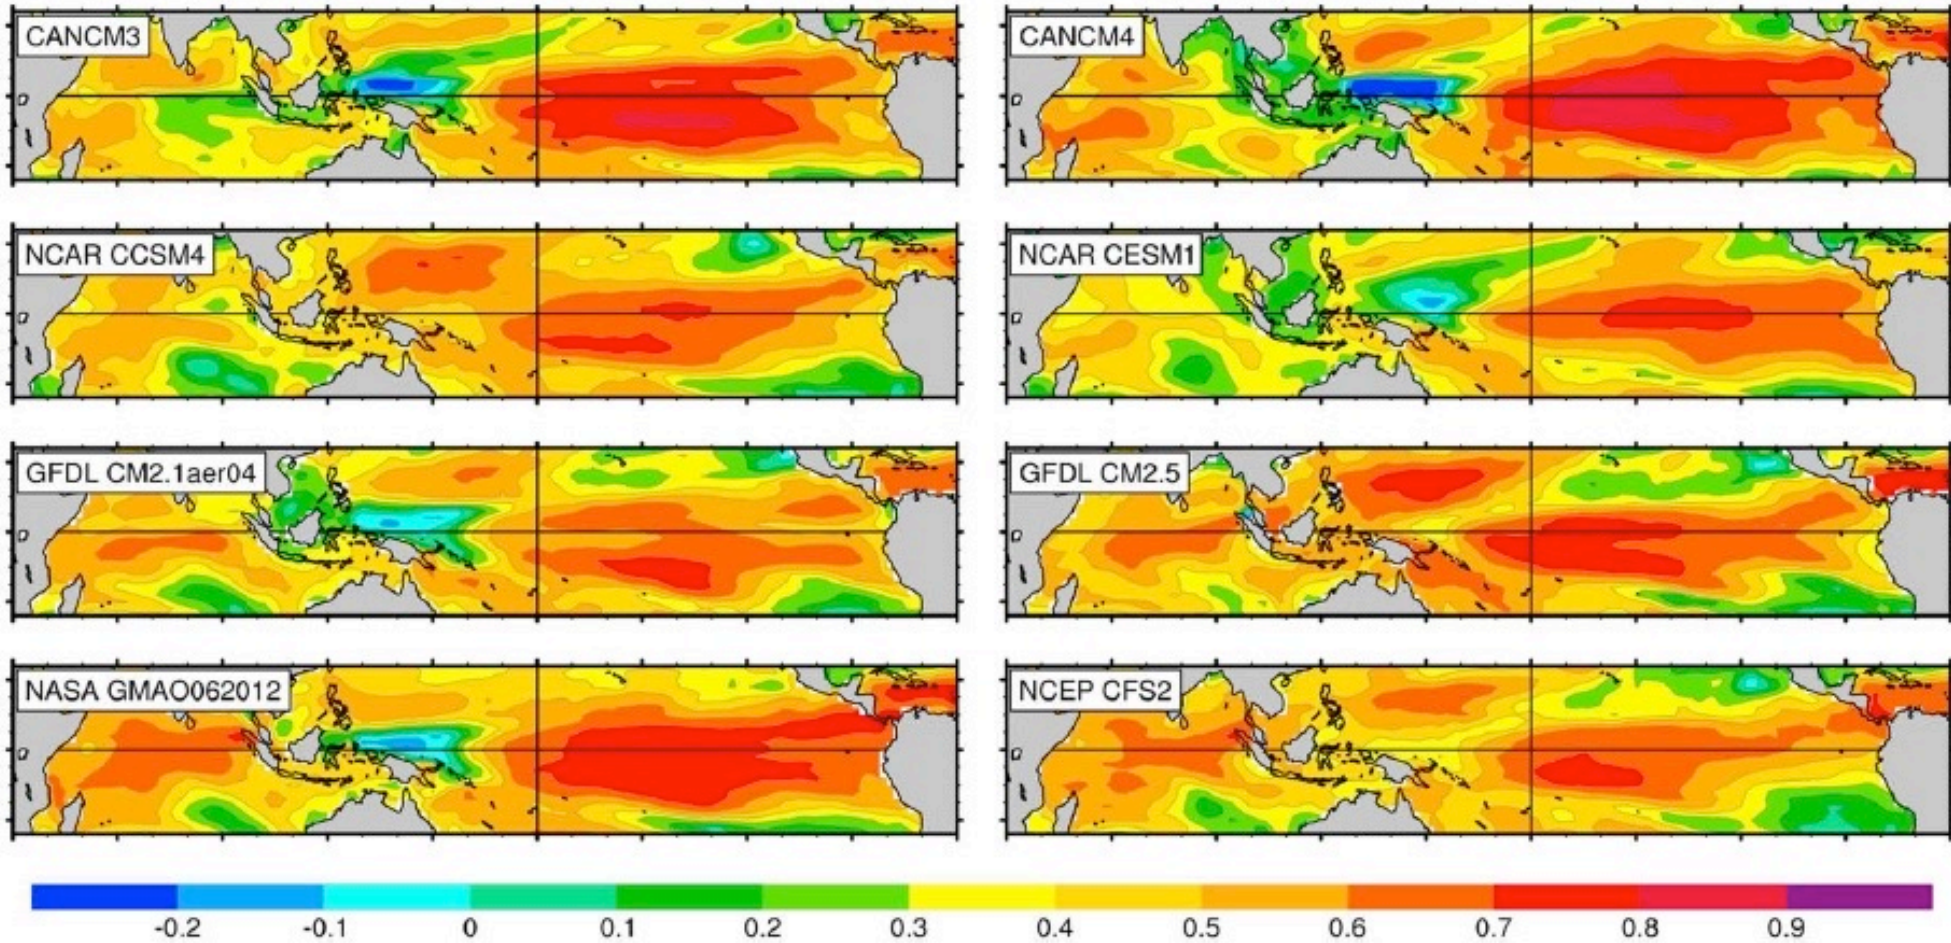 CANCM3
CANCM4
NCAR CCSM4
NCAR CESM1
GFDL CM2.1aer04
GFDL CM2.5
NASA GMAO062012
NCEP CFS2
-0.2 -0.1 0 0.1 0.2 0.3 0.4 0.5 0.6 0.7 0.8 0.9